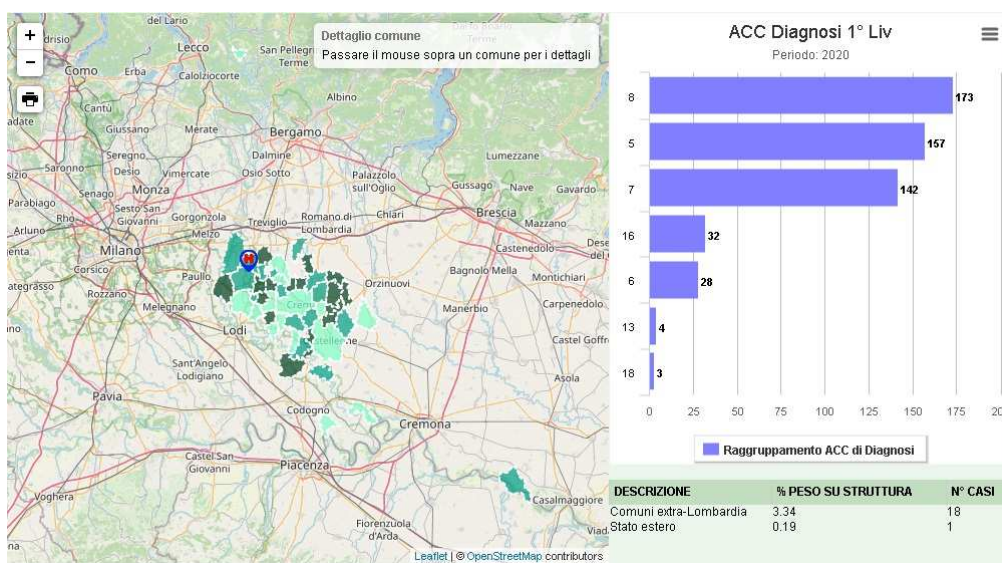 +
−
Dettaglio comune
Passare il mouse sopra un comune per i dettagli
del Lario
Lecco
San Pellegrino
Terme
Como
Erba
Calolziocorte
Albino
Cantù
Giussano
Merate
Bergamo
Lumezzane
Seregno
Dalmine
Saronno
Desio
Vimercate
Osio Sotto
Palazzolo
sull'Oglio
Gussago
Nave
Gavardo
Senago
Monza
Parabiago
Sesto San
Giovanni
Gorgonzola
Treviglio
Romano di
Lombardia
Chiari
Brescia
Rho
Arluno
Melzo
Mazzano
Milano
H
Castenedolo
Corsico
Paullo
Orzinuovi
Bagnolo Mella
Montichiari
Rozzano
Melegnano
Crema
Manerbio
Carpenedolo
Lodi
Castelleone
Castel Goffr
Sant'Angelo
Lodigiano
Asola
Pavia
Codogno
Cremona
Castel San
Giovanni
Piacenza
Casalmaggiore
Voghera
Fiorenzuola
d'Arda
Viad
Leaflet | © OpenStreetMap contributors
ACC Diagnosi 1° Liv
Periodo: 2020
8 173
5 157
7 142
16 32
6 28
13 4
18 3
0 25 50 75 100 125 150 175 20
Raggruppamento ACC di Diagnosi
DESCRIZIONE % PESO SU STRUTTURA N° CASI
Comuni extra-Lombardia 3.34 18
Stato estero 0.19 1